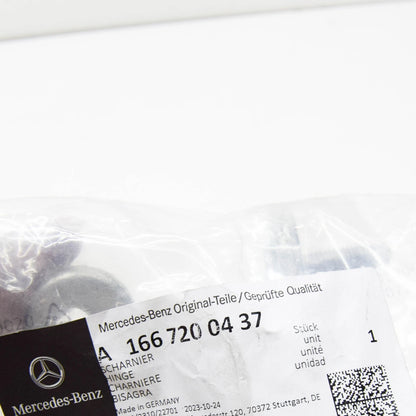 Mercedes-Benz Original-Teile/Geprüfte Qualität
A 166 720 04 37
Stück
unit
unité
unidad
1
SCHARNIER
HINGE
CHARNIERE
BISAGRA
Made in GERMANY
2023-10-24
120, 70372 Stuttgart, DE
Mercedes-Benz